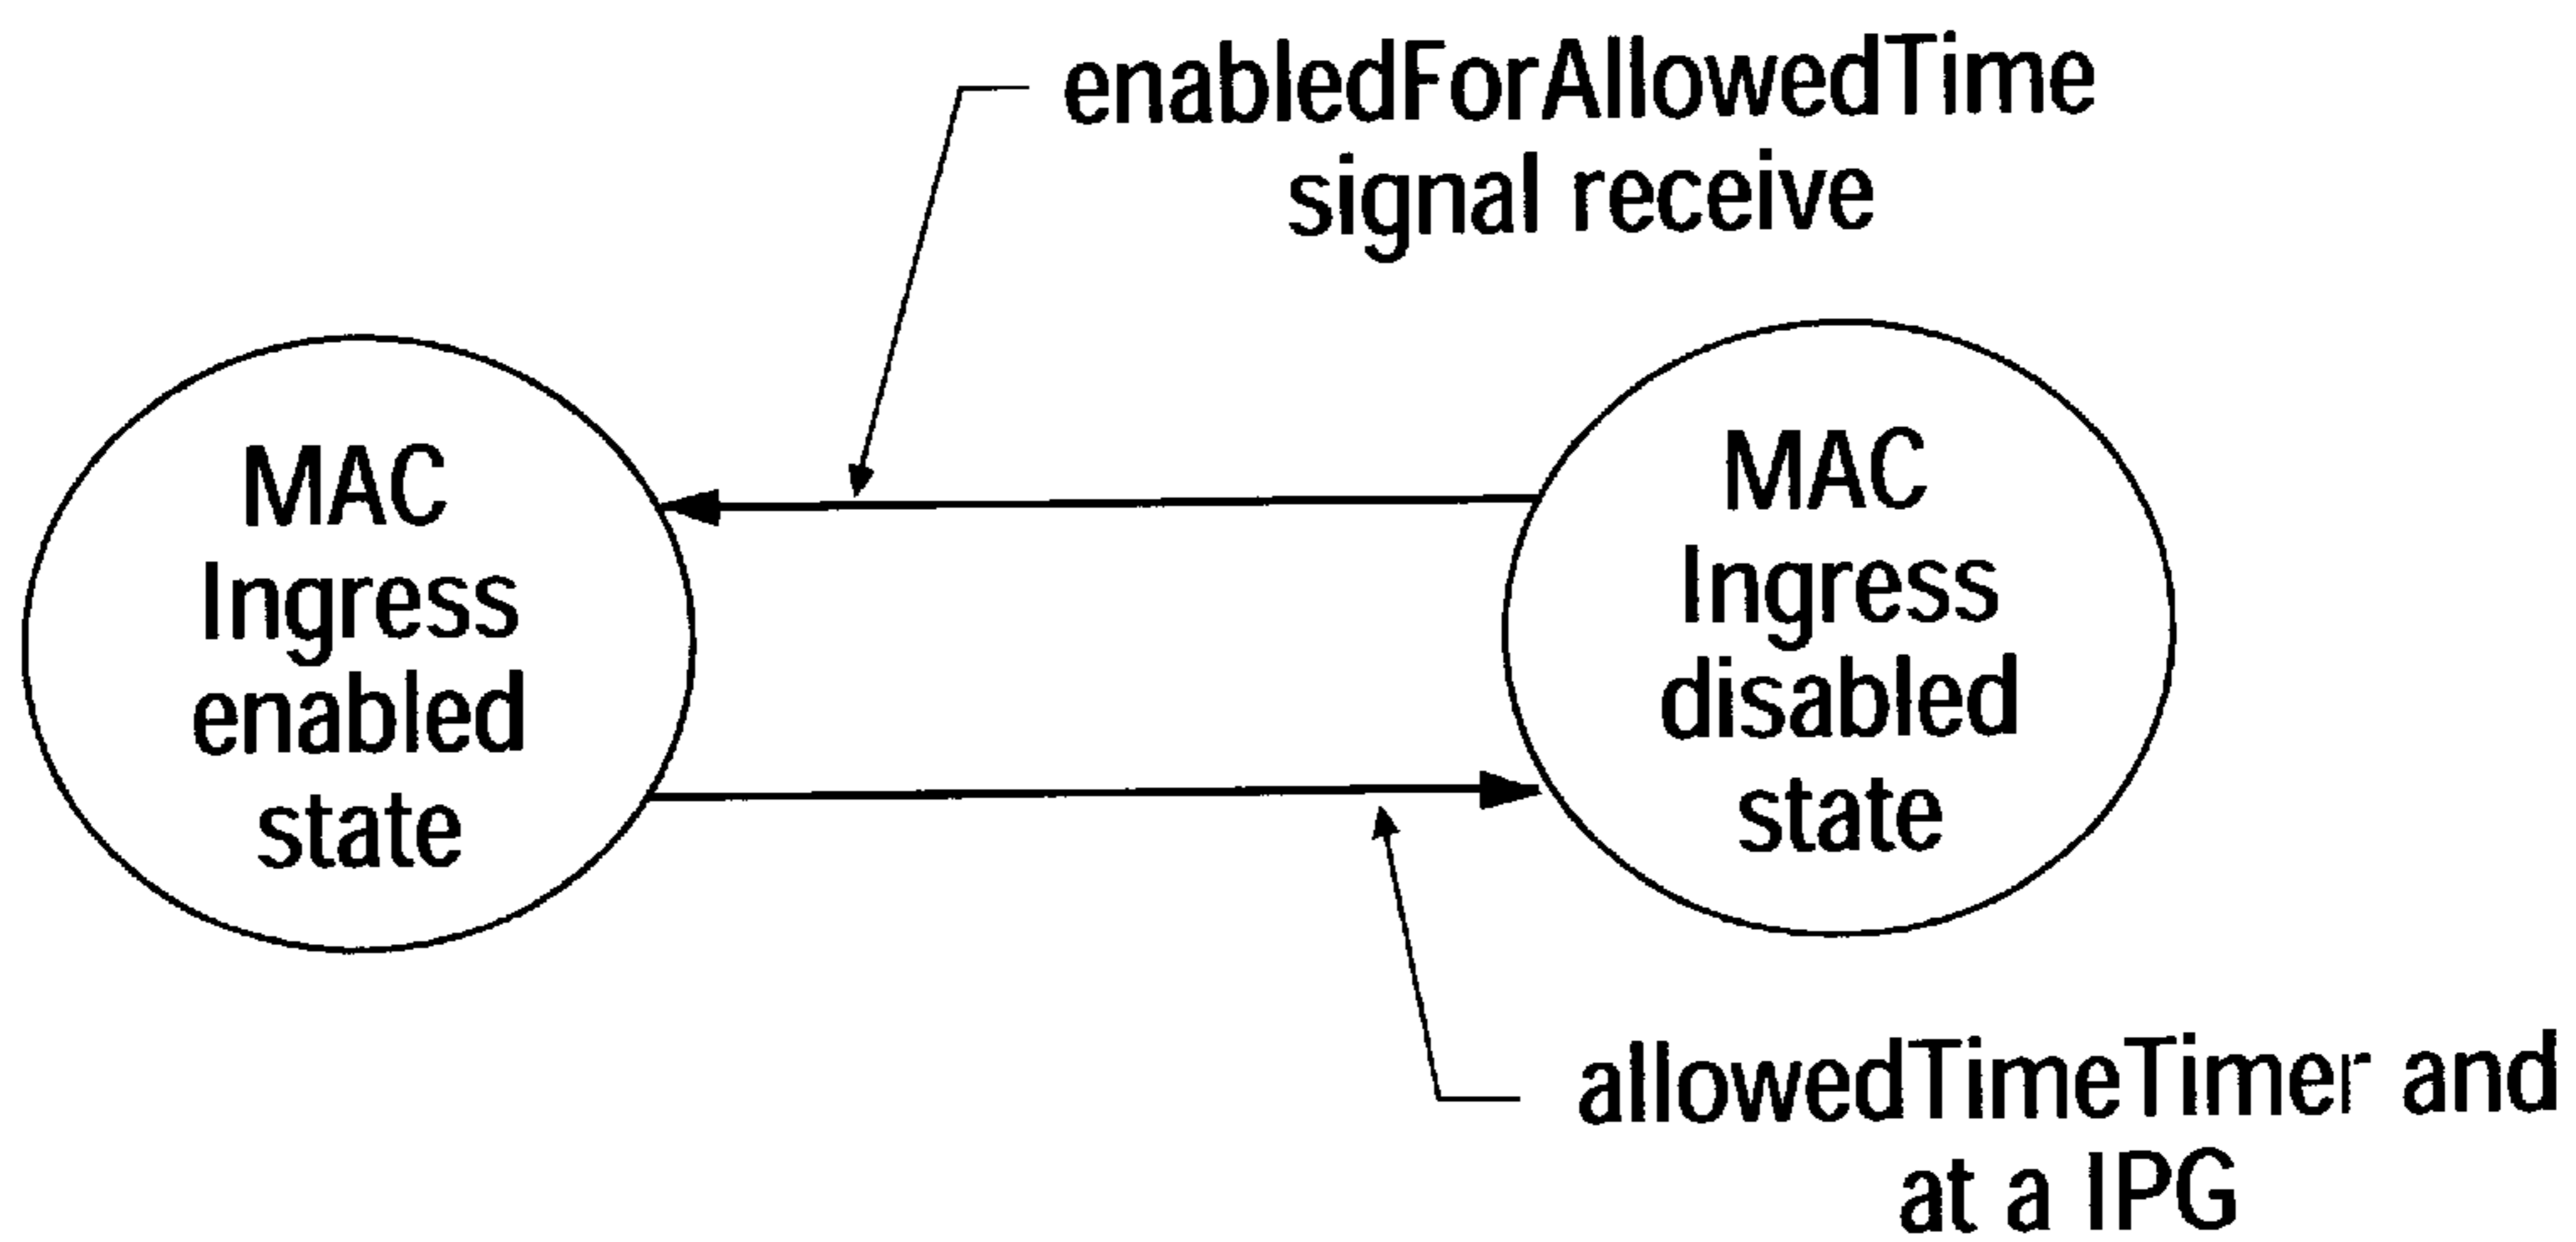 enabledForAllowedTime
signal receive
MAC
Ingress
enabled
state
MAC
Ingress
disabled
state
allowedTimeTimer and
at a IPG